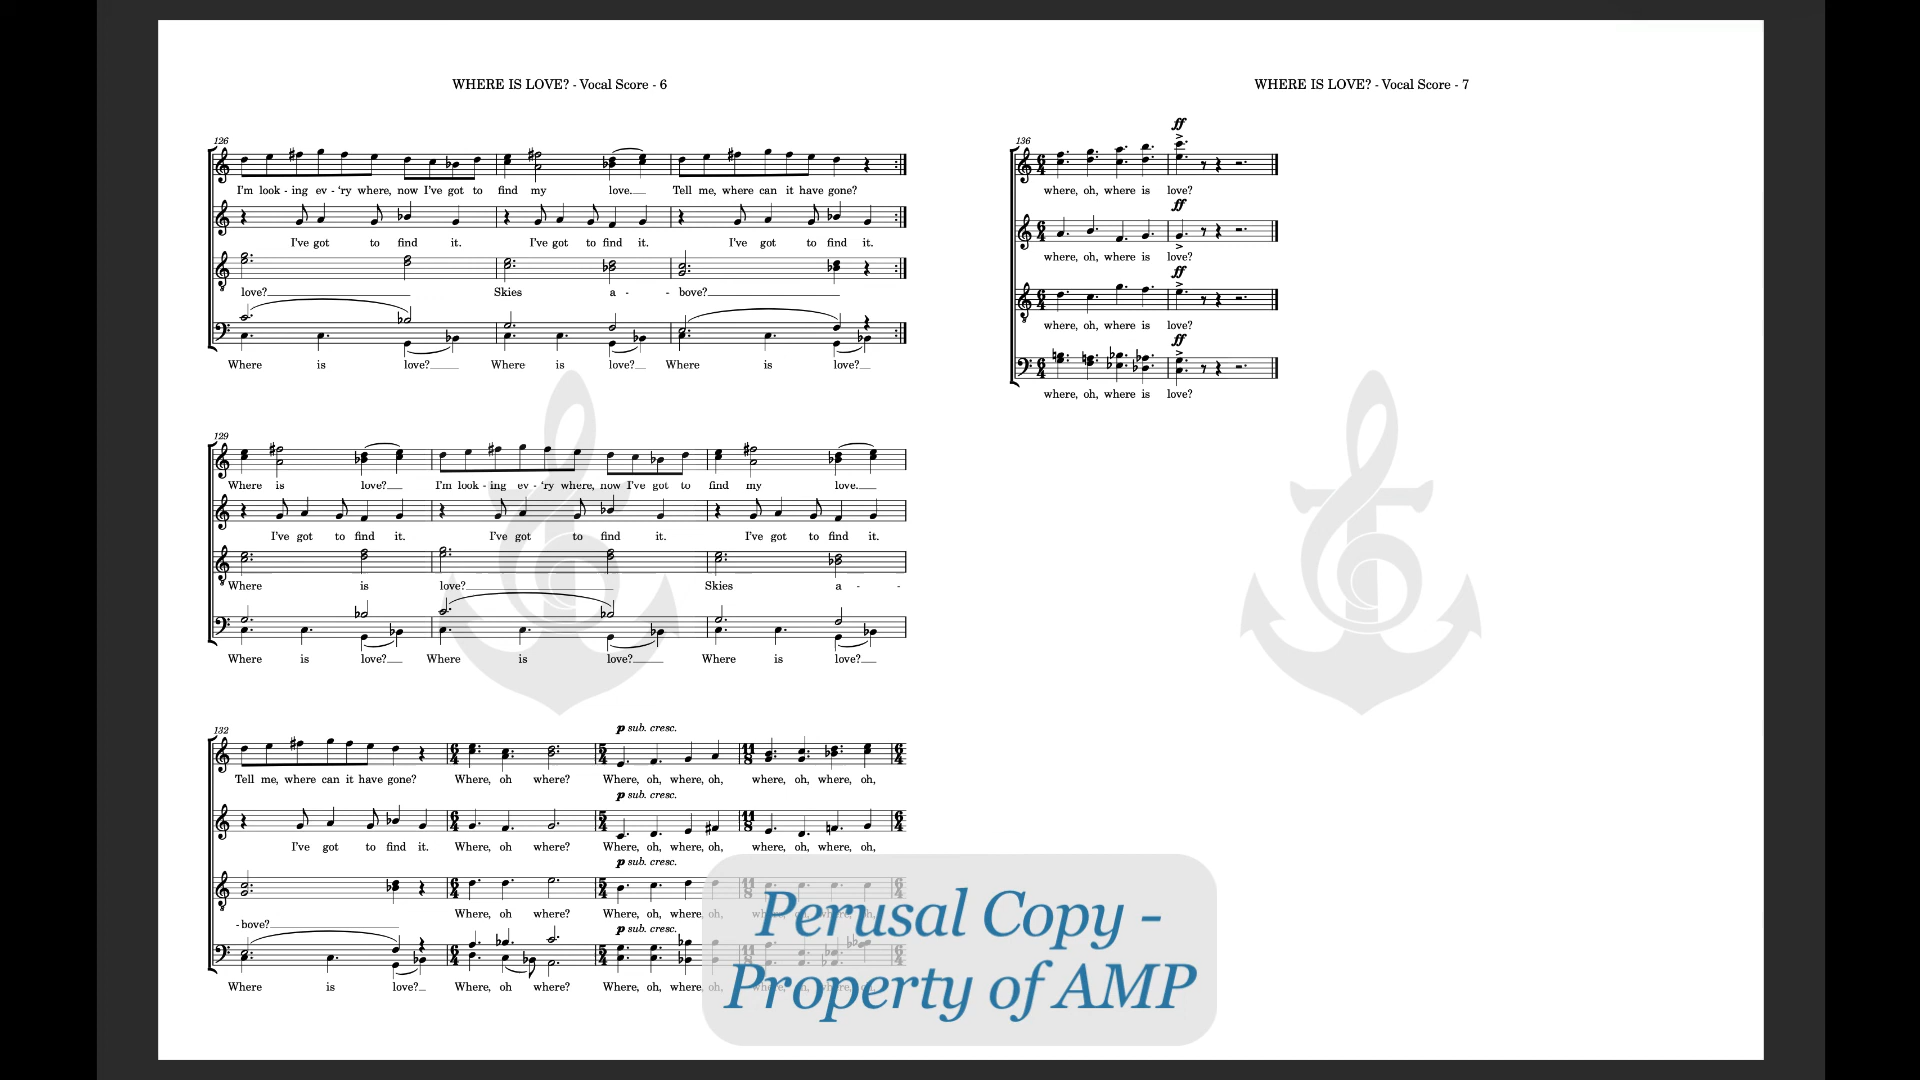 WHERE IS LOVE? - Vocal Score - 6
126
I'm look - ing ev - 'ry where, now I've got to find my love. Tell me, where can it have gone?
I've got to find it. I've got to find it. I've got to find it.
love? Skies a - - bove?
Where is love? Where is love? Where is love?
129
Where is love? I'm look - ing ev - 'ry where, now I've got to find my love.
I've got to find it. I've got to find it. I've got to find it.
Where is love? Skies a - -
Where is love? Where is love? Where is love?
132
p sub. cresc.
Tell me, where can it have gone? Where, oh where? Where, oh, where, oh, where, oh, where, oh,
p sub. cresc.
I've got to find it. Where, oh where? Where, oh, where, oh, where, oh, where, oh,
p sub. cresc.
- bove? Where, oh where? Where, oh, where, oh, where, oh, where, oh,
p sub. cresc.
Where is love? Where, oh where? Where, oh, where, oh, where, oh, where, oh,
WHERE IS LOVE? - Vocal Score - 7
136
ff
where, oh, where is love?
ff
where, oh, where is love?
ff
where, oh, where is love?
ff
where, oh, where is love?
Perusal Copy -
Property of AMP